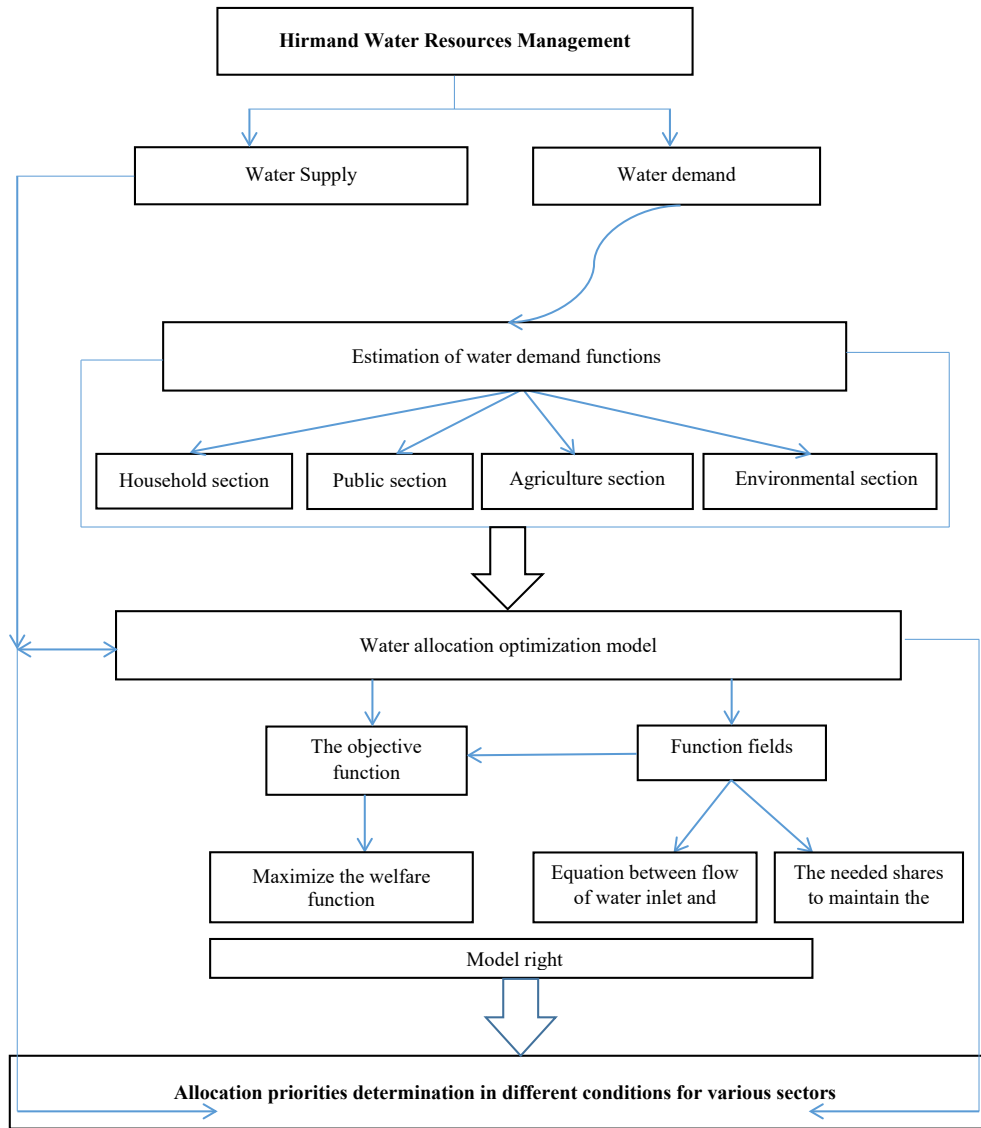 Hirmand Water Resources Management
Water Supply
Water demand
Estimation of water demand functions
Household section
Public section
Agriculture section
Environmental section
Water allocation optimization model
The objective
function
Function fields
Maximize the welfare
function
Equation between flow
of water inlet and
The needed shares
to maintain the
Model right
Allocation priorities determination in different conditions for various sectors